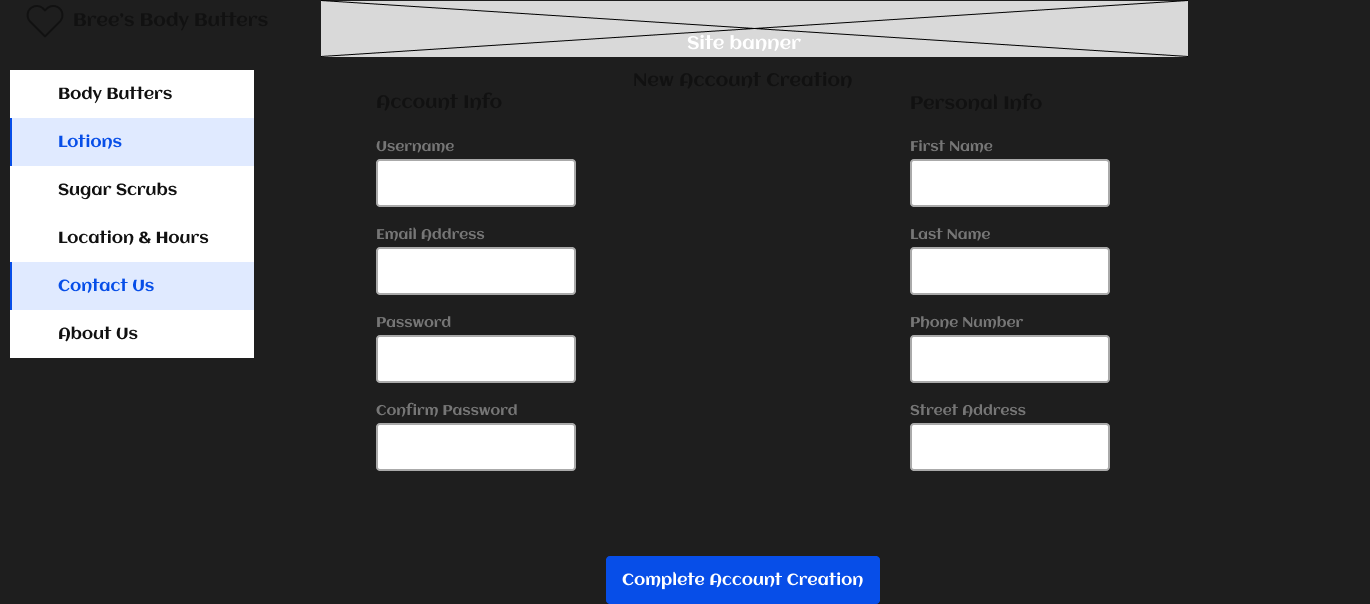 Bree's Body Butters
Site banner
Body Butters
Lotions
Sugar Scrubs
Location & Hours
Contact Us
About Us
New Account Creation
Account Info
Username
Email Address
Password
Confirm Password
Personal Info
First Name
Last Name
Phone Number
Street Address
Complete Account Creation